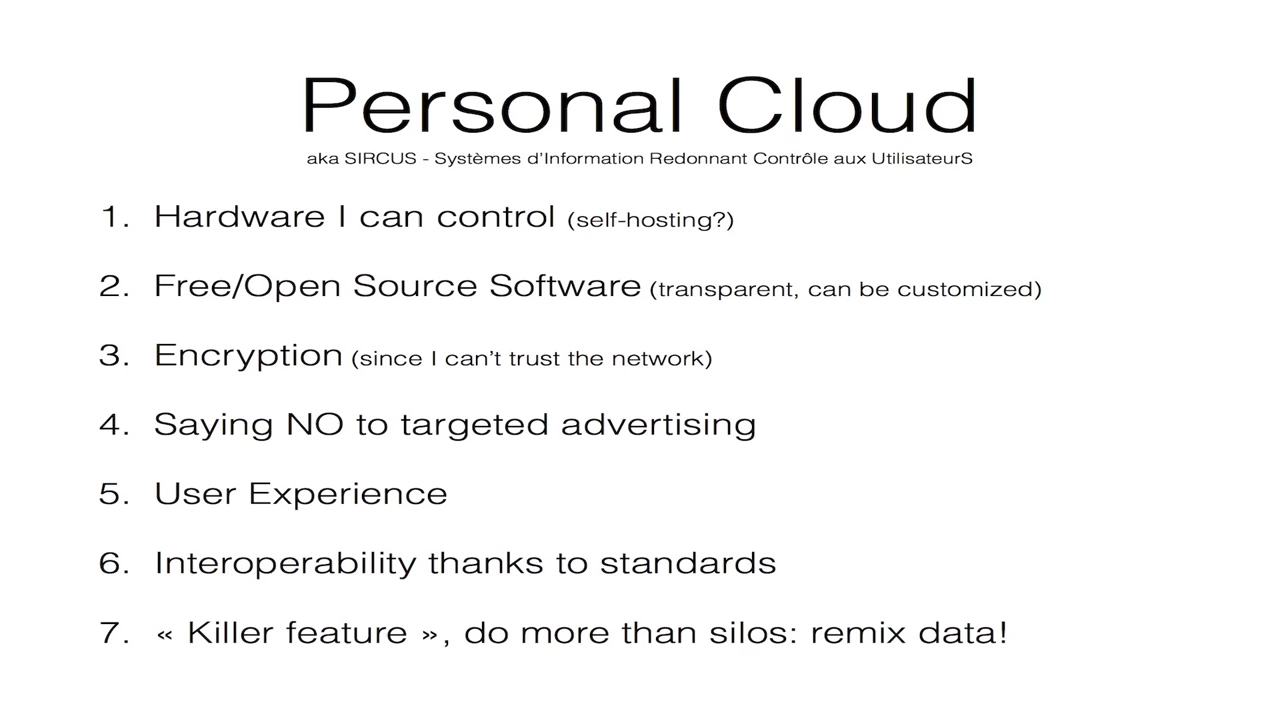 Personal Cloud
aka SIRCUS - Systèmes d'Information Redonnant Contrôle aux UtilisateurS
1. Hardware I can control (self-hosting?)
2. Free/Open Source Software (transparent, can be customized)
3. Encryption (since I can't trust the network)
4. Saying NO to targeted advertising
5. User Experience
6. Interoperability thanks to standards
7. « Killer feature », do more than silos: remix data!